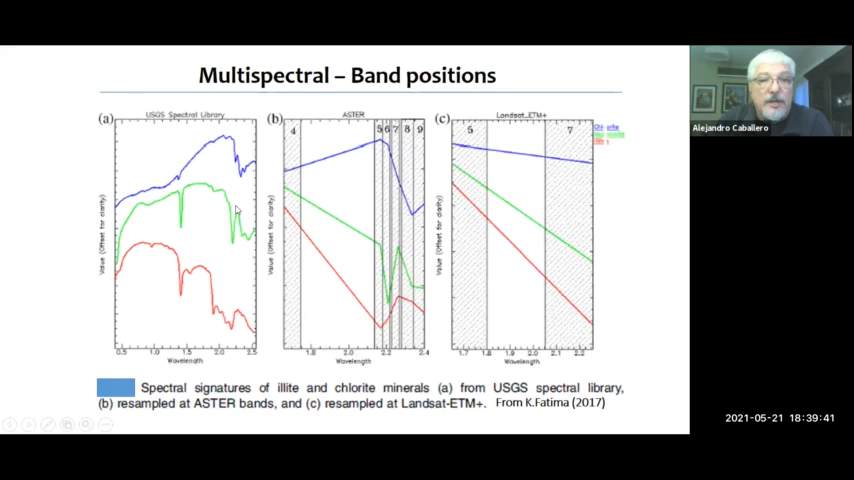 Multispectral – Band positions
(a) USGS Spectral Library (b) ASTER (c) Landsat_ETM+
4 5 6 7 8 9 5 7
Alejandro Caballero
Value (Offset for clarity) Value (Offset for clarity) Value (Offset for clarity)
0.5 1.0 1.5 2.0 2.5 1.8 2.0 2.2 2.4 1.7 1.8 1.9 2.0 2.1 2.2
Wavelength Wavelength Wavelength
Spectral signatures of illite and chlorite minerals (a) from USGS spectral library,
(b) resampled at ASTER bands, and (c) resampled at Landsat-ETM+. From K.Fatima (2017)
2021-05-21 18:39:41